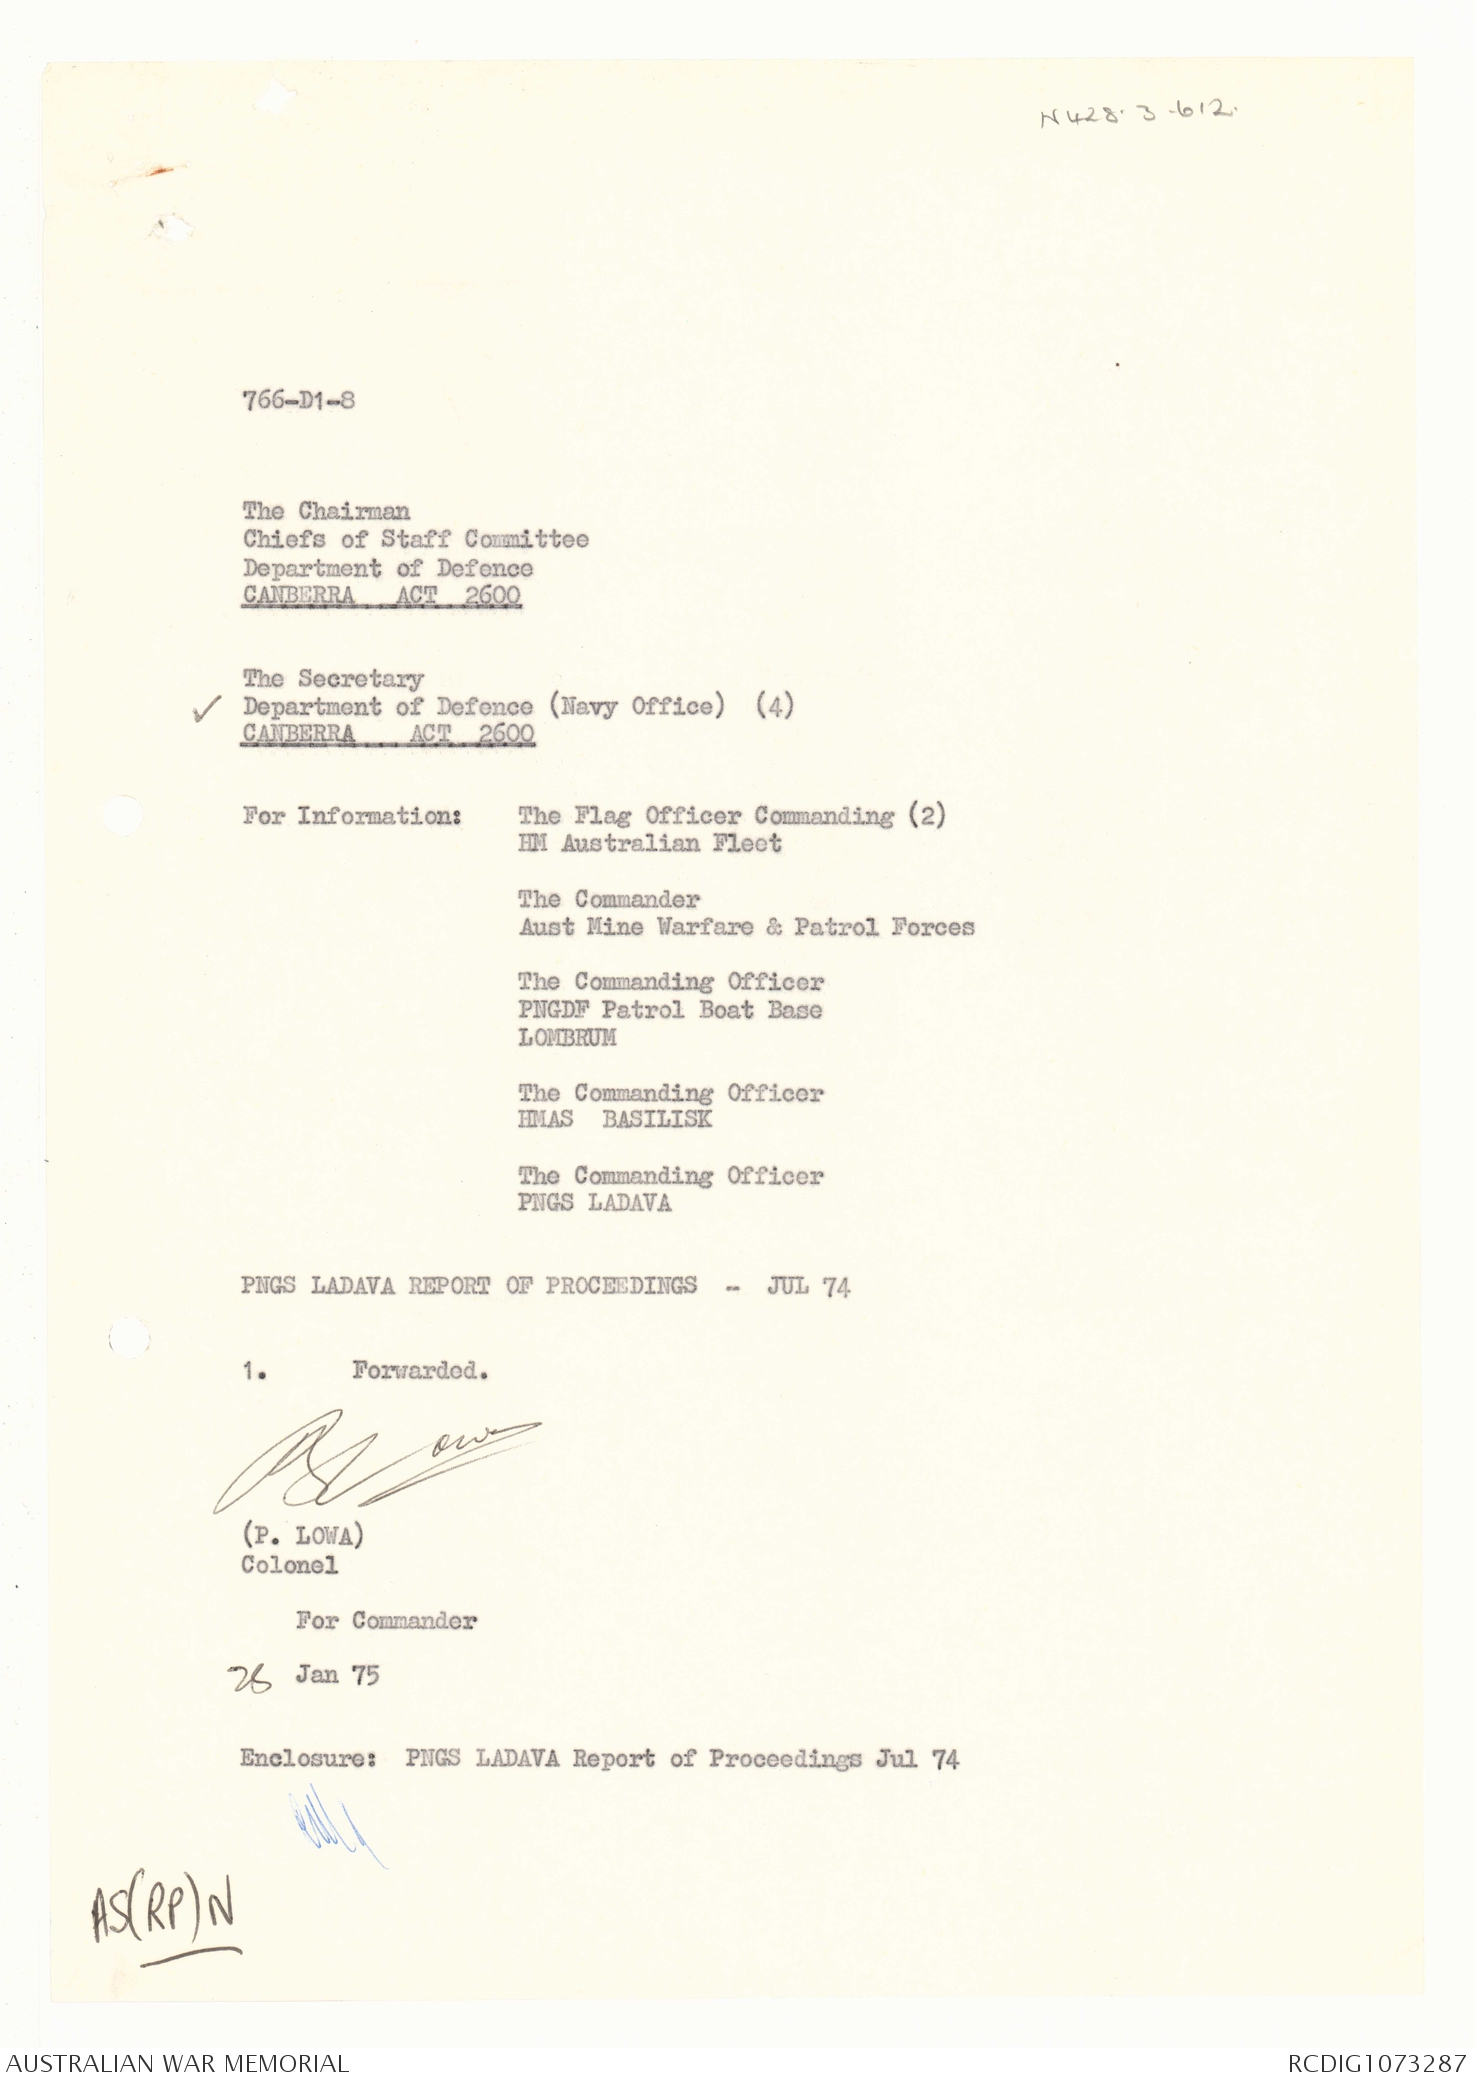 N428.3.612.
766-D1-8
The Chairman
Chiefs of Staff Committee
Department of Defence
CANBERRA ACT 2600
The Secretary
✓ Department of Defence (Navy Office) (4)
CANBERRA ACT 2600
For Information: The Flag Officer Commanding (2)
HM Australian Fleet
The Commander
Aust Mine Warfare & Patrol Forces
The Commanding Officer
PNGDF Patrol Boat Base
LOMBRUM
The Commanding Officer
HMAS BASILISK
The Commanding Officer
PNGS LADAVA
PNGS LADAVA REPORT OF PROCEEDINGS - JUL 74
1. Forwarded.
(P. LOWA)
Colonel
For Commander
28 Jan 75
Enclosure: PNGS LADAVA Report of Proceedings Jul 74
AS(RP)N
AUSTRALIAN WAR MEMORIAL
RCDIG1073287